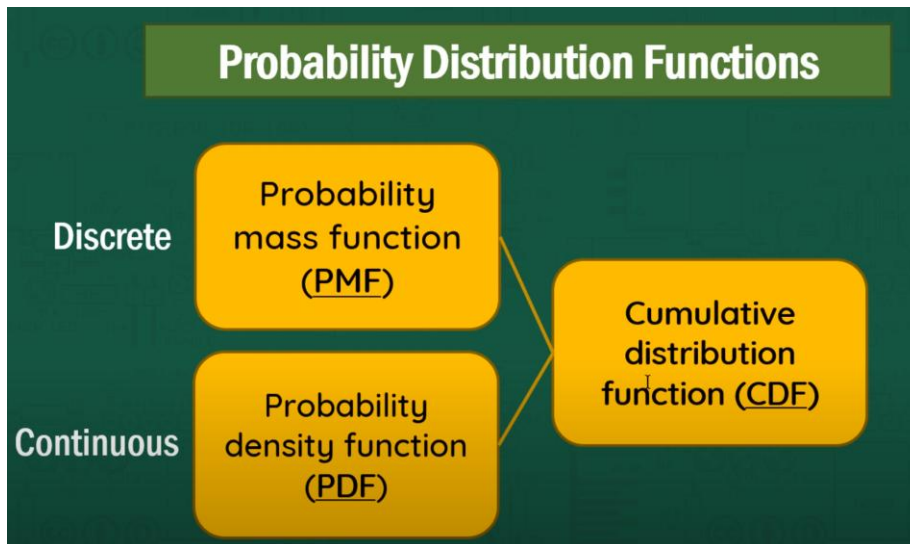 Probability Distribution Functions
Discrete
Probability
mass function
(PMF)
Continuous
Probability
density function
(PDF)
Cumulative
distribution
function (CDF)